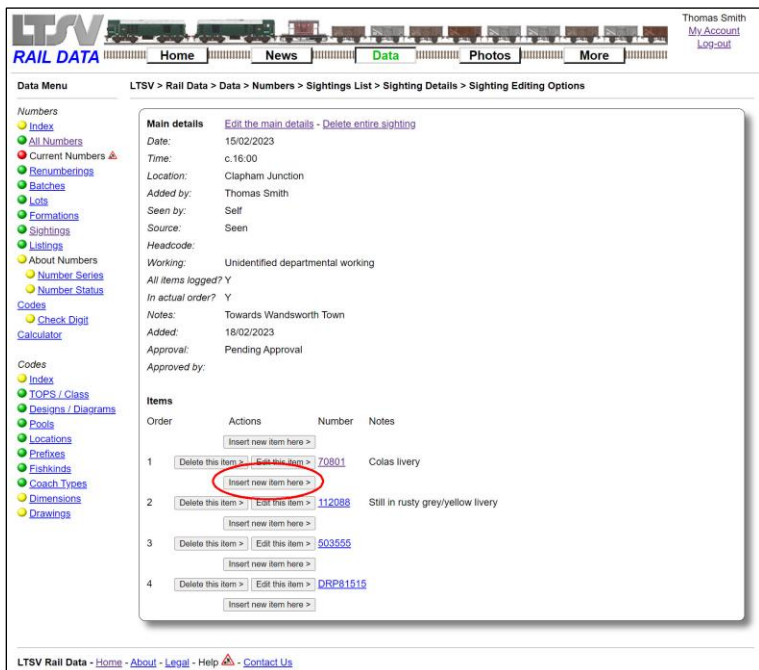 LTSV
RAIL DATA
Home
News
Data
Photos
More
Thomas Smith
My Account
Log-out
Data Menu
LTSV > Rail Data > Data > Numbers > Sightings List > Sighting Details > Sighting Editing Options
Numbers
Index
All Numbers
Current Numbers
Renumberings
Batches
Lots
Formations
Sightings
Listings
About Numbers
Number Series
Number Status
Codes
Check Digit
Calculator
Codes
Index
TOPS / Class
Designs / Diagrams
Pools
Locations
Prefixes
Fishkinds
Coach Types
Dimensions
Drawings
Main details Edit the main details - Delete entire sighting
Date: 15/02/2023
Time: c.16:00
Location: Clapham Junction
Added by: Thomas Smith
Seen by: Self
Source: Seen
Headcode:
Working: Unidentified departmental working
All items logged? Y
In actual order? Y
Notes: Towards Wandsworth Town
Added: 18/02/2023
Approval: Pending Approval
Approved by:
Items
Order Actions Number Notes
Insert new item here >
1 Delete this item > Edit this item > 70801 Colas livery
Insert new item here >
2 Delete this item > Edit this item > 112088 Still in rusty grey/yellow livery
Insert new item here >
3 Delete this item > Edit this item > 503555
Insert new item here >
4 Delete this item > Edit this item > DRP81515
Insert new item here >
LTSV Rail Data - Home - About - Legal - Help - Contact Us